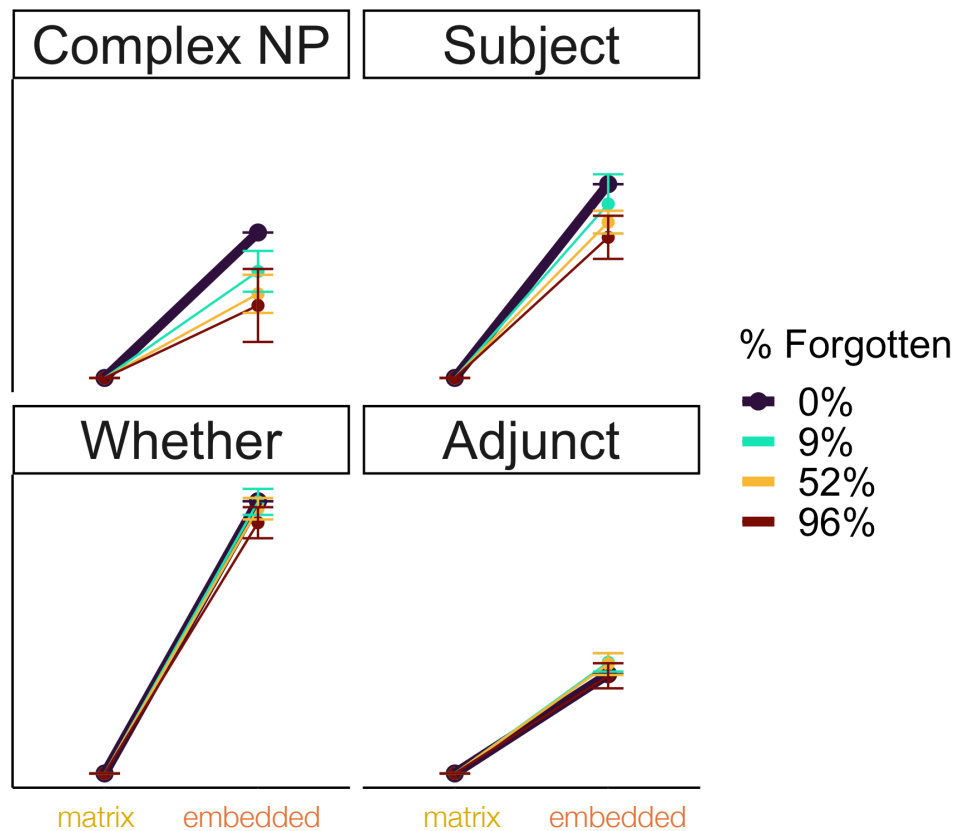 Complex NP
Subject
% Forgotten
0%
9%
52%
96%
Whether
Adjunct
matrix embedded
matrix embedded